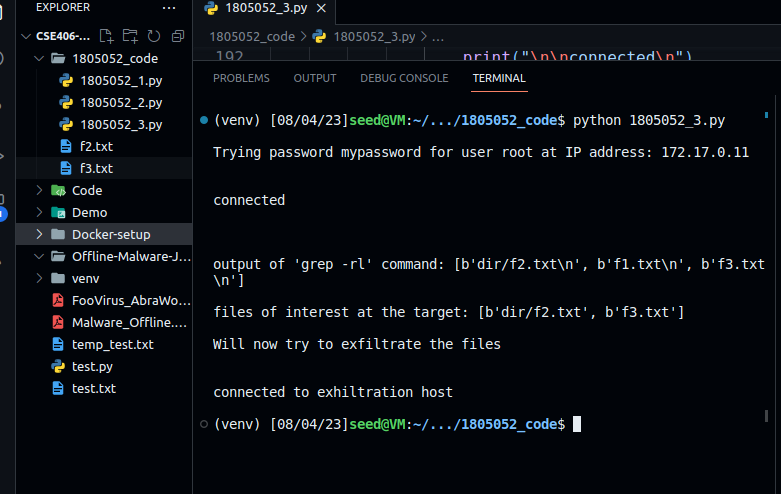 EXPLORER
CSE406-...
1805052_code
1805052_1.py
1805052_2.py
1805052_3.py
f2.txt
f3.txt
Code
Demo
Docker-setup
Offline-Malware-J...
venv
FooVirus_AbraWo...
Malware_Offline....
temp_test.txt
test.py
test.txt
1805052_3.py
1805052_code > 1805052_3.py > ...
192 print("\n\nconnected\n")
PROBLEMS OUTPUT DEBUG CONSOLE TERMINAL
(venv) [08/04/23]seed@VM:~/.../1805052_code$ python 1805052_3.py
Trying password mypassword for user root at IP address: 172.17.0.11
connected
output of 'grep -rl' command: [b'dir/f2.txt\n', b'f1.txt\n', b'f3.txt
\n']
files of interest at the target: [b'dir/f2.txt', b'f3.txt']
Will now try to exfiltrate the files
connected to exhiltration host
(venv) [08/04/23]seed@VM:~/.../1805052_code$